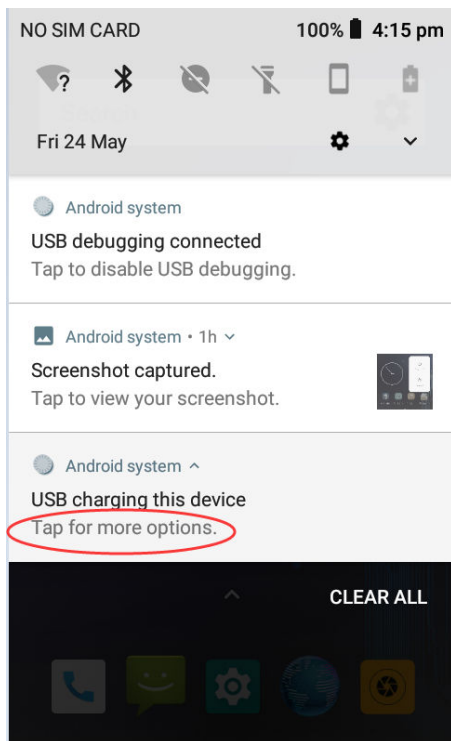 NO SIM CARD 100% 4:15 pm
?
Fri 24 May
Android system
USB debugging connected
Tap to disable USB debugging.
Android system • 1h
Screenshot captured.
Tap to view your screenshot.
Android system
USB charging this device
Tap for more options.
CLEAR ALL